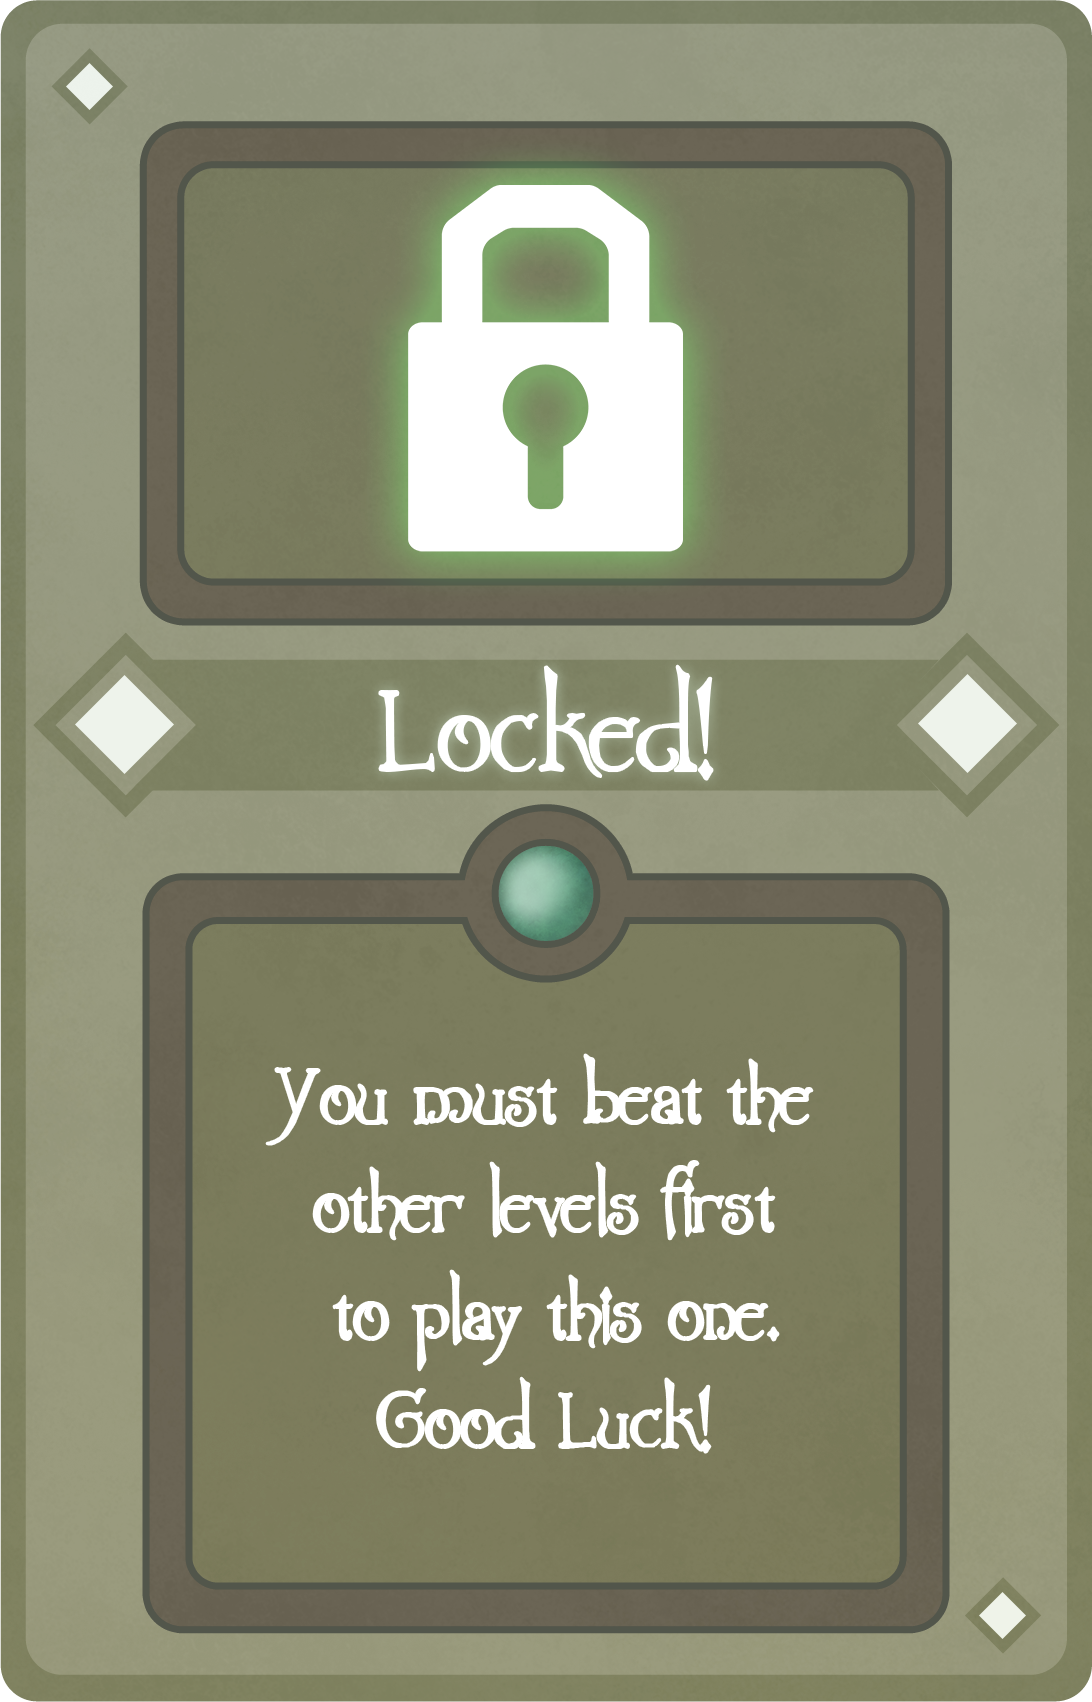 Locked!
You must beat the
other levels first
to play this one.
Good Luck!